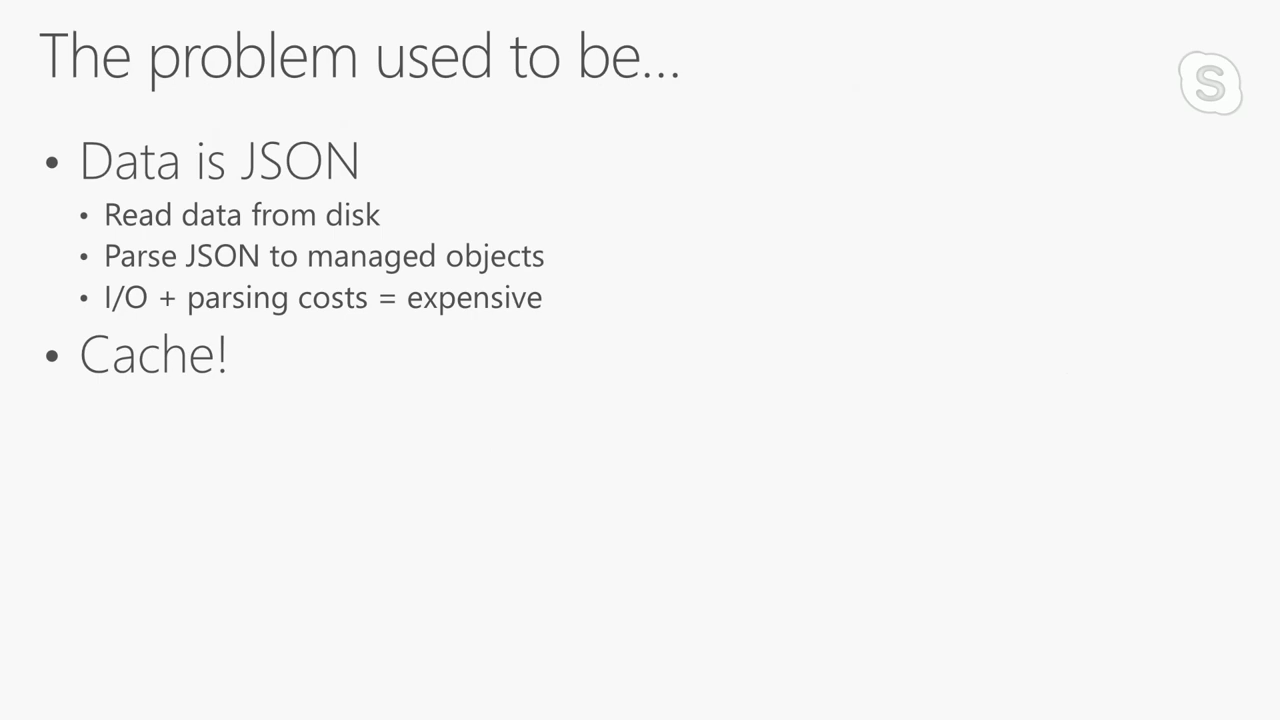 The problem used to be...
S
• Data is JSON
• Read data from disk
• Parse JSON to managed objects
• I/O + parsing costs = expensive
• Cache!